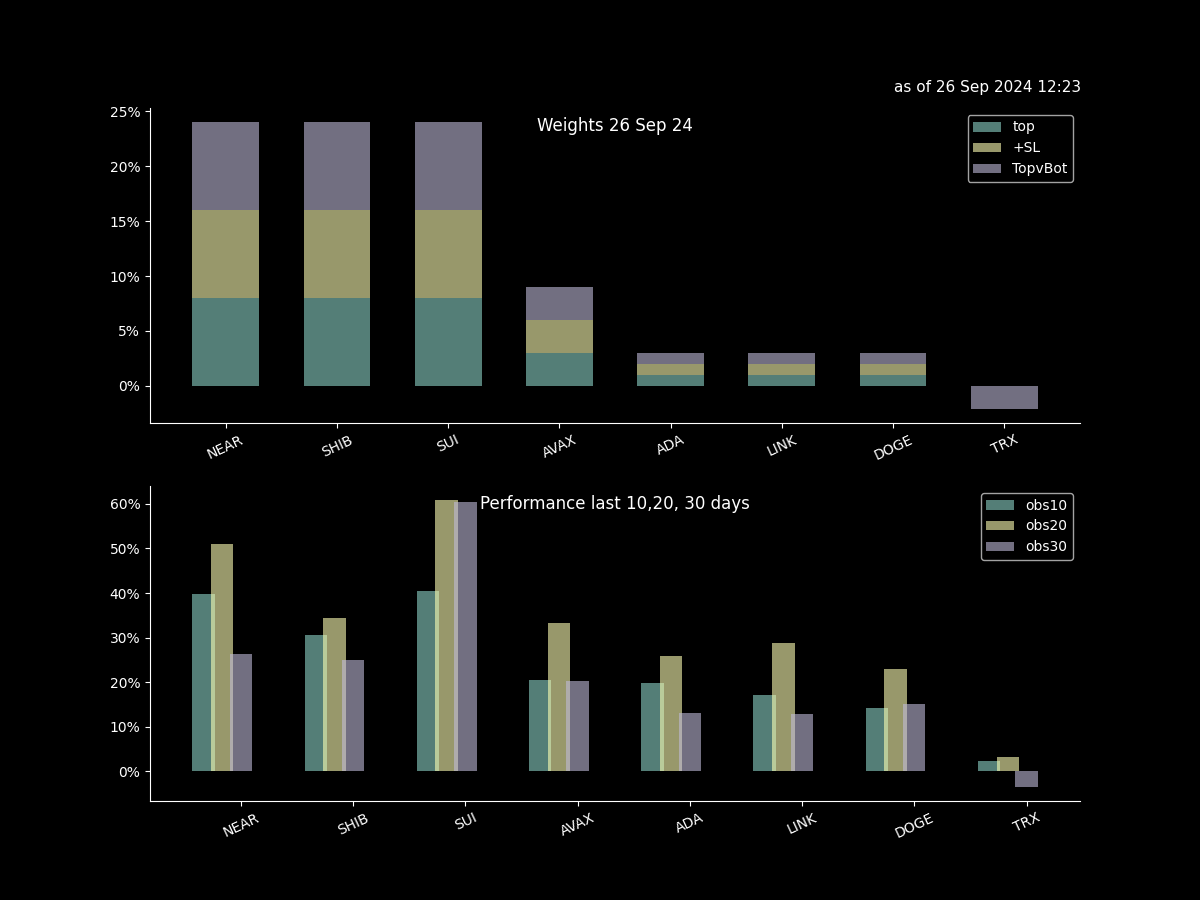 as of 26 Sep 2024 12:23
Weights 26 Sep 24
top
+SL
TopvBot
25%
20%
15%
10%
5%
0%
NEAR SHIB SUI AVAX ADA LINK DOGE TRX
Performance last 10,20, 30 days
obs10
obs20
obs30
60%
50%
40%
30%
20%
10%
0%
NEAR SHIB SUI AVAX ADA LINK DOGE TRX